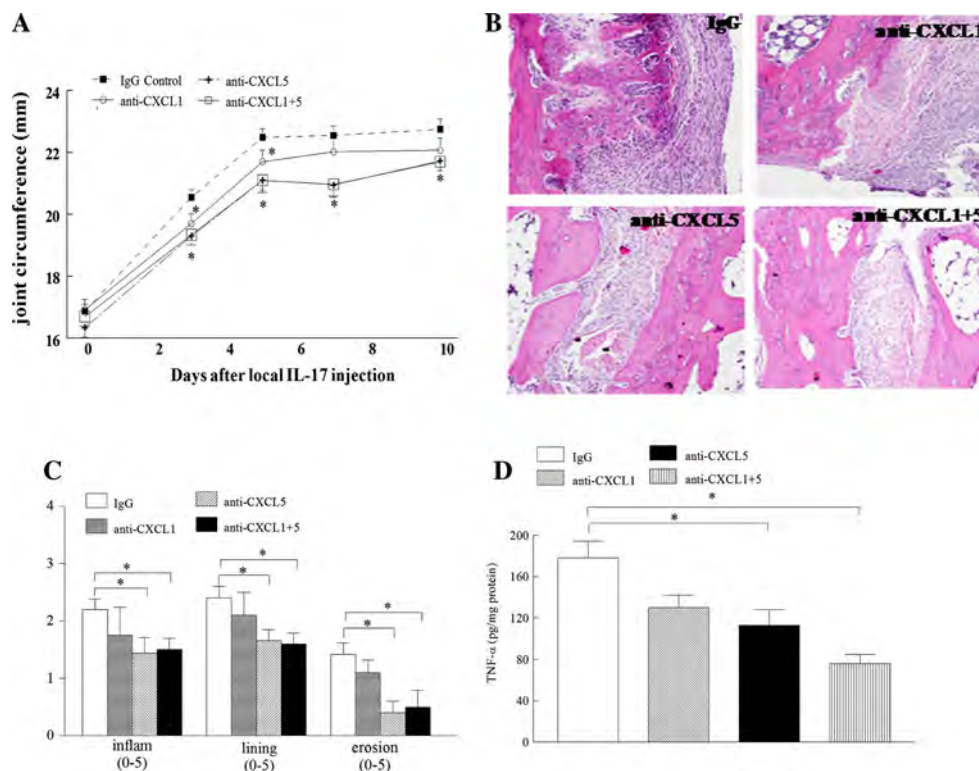 A
IgG Control
anti-CXCL5
anti-CXCL1
anti-CXCL1+5
joint circumference (mm)
24
22
20
18
16
0 2 4 6 8 10
*
*
*
*
*
*
Days after local IL-17 injection
B
IgG
anti-CXCL1
anti-CXCL5
anti-CXCL1+5
C
IgG
anti-CXCL5
anti-CXCL1
anti-CXCL1+5
4
3
2
1
0
* *
* *
* *
inflam lining erosion
(0-5) (0-5) (0-5)
D
IgG
anti-CXCL5
anti-CXCL1
anti-CXCL1+5
TNF-α (pg/mg protein)
200
160
120
80
40
0
*
*